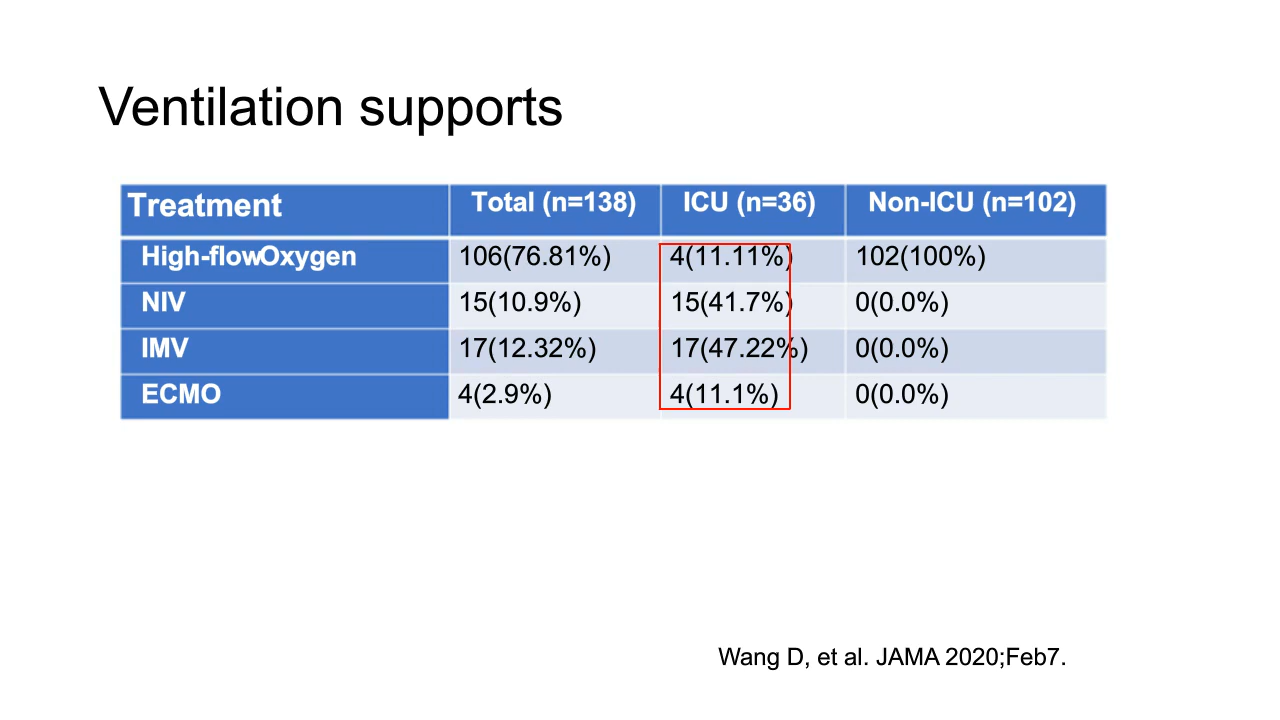 Ventilation supports
Treatment Total (n=138) ICU (n=36) Non-ICU (n=102)
High-flowOxygen 106(76.81%) 4(11.11%) 102(100%)
NIV 15(10.9%) 15(41.7%) 0(0.0%)
IMV 17(12.32%) 17(47.22%) 0(0.0%)
ECMO 4(2.9%) 4(11.1%) 0(0.0%)
Wang D, et al. JAMA 2020;Feb7.